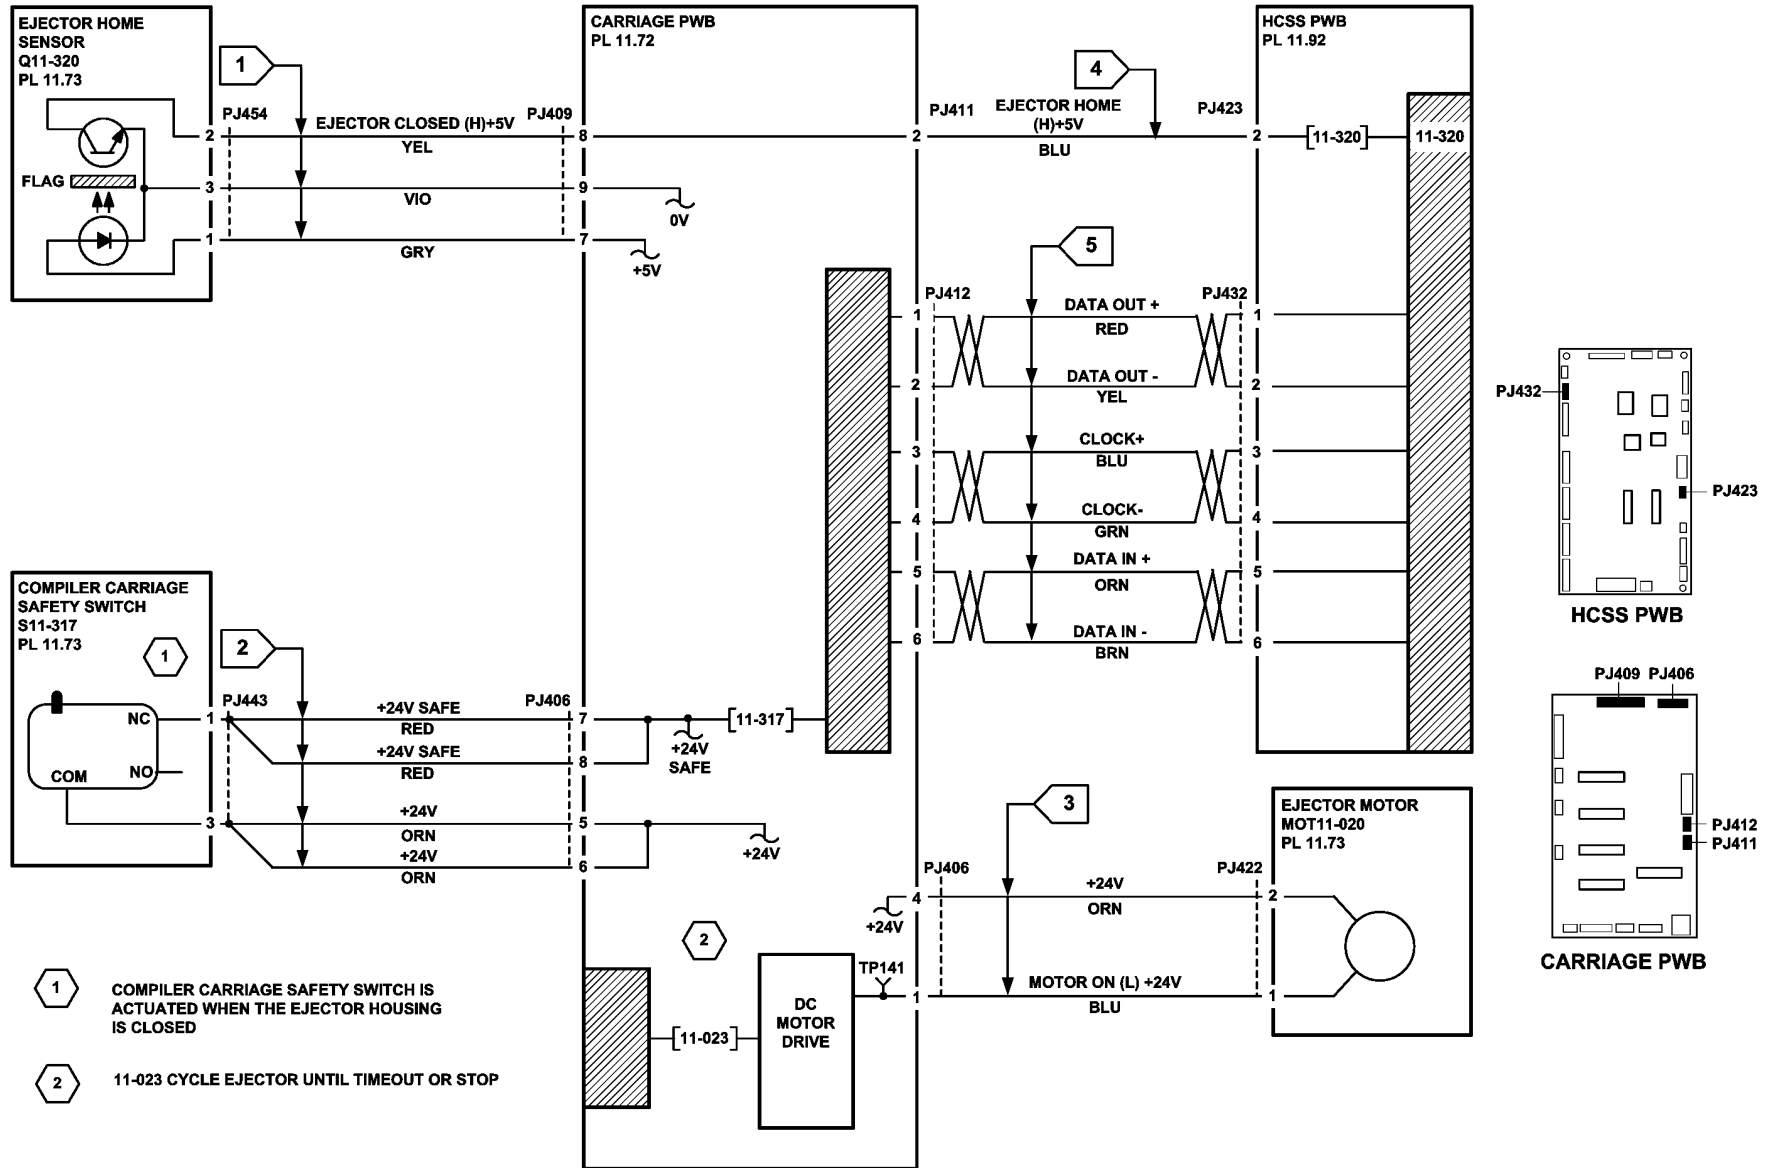 EJECTOR HOME
SENSOR
Q11-320
PL 11.73
1
PJ454
PJ409
2
EJECTOR CLOSED (H)+5V
YEL
8
FLAG
3
VIO
9
0V
1
GRY
7
+5V
CARRIAGE PWB
PL 11.72
HCSS PWB
PL 11.92
4
PJ411
EJECTOR HOME
(H)+5V
PJ423
2
BLU
2
11-320
11-320
5
PJ412
PJ432
1
DATA OUT +
RED
1
2
DATA OUT -
YEL
2
3
CLOCK+
BLU
3
4
CLOCK-
GRN
4
5
DATA IN +
ORN
5
6
DATA IN -
BRN
6
COMPILER CARRIAGE
SAFETY SWITCH
S11-317
PL 11.73
1
2
PJ443
PJ406
NC
1
+24V SAFE
RED
7
+24V SAFE
RED
8
+24V
SAFE
11-317
COM
NO
3
+24V
ORN
5
+24V
ORN
6
+24V
3
EJECTOR MOTOR
MOT11-020
PL 11.73
PJ406
PJ422
4
+24V
+24V
ORN
2
2
TP141
1
MOTOR ON (L) +24V
BLU
1
11-023
DC
MOTOR
DRIVE
1
COMPILER CARRIAGE SAFETY SWITCH IS
ACTUATED WHEN THE EJECTOR HOUSING
IS CLOSED
2
11-023 CYCLE EJECTOR UNTIL TIMEOUT OR STOP
PJ432
PJ423
HCSS PWB
PJ409 PJ406
PJ412
PJ411
CARRIAGE PWB